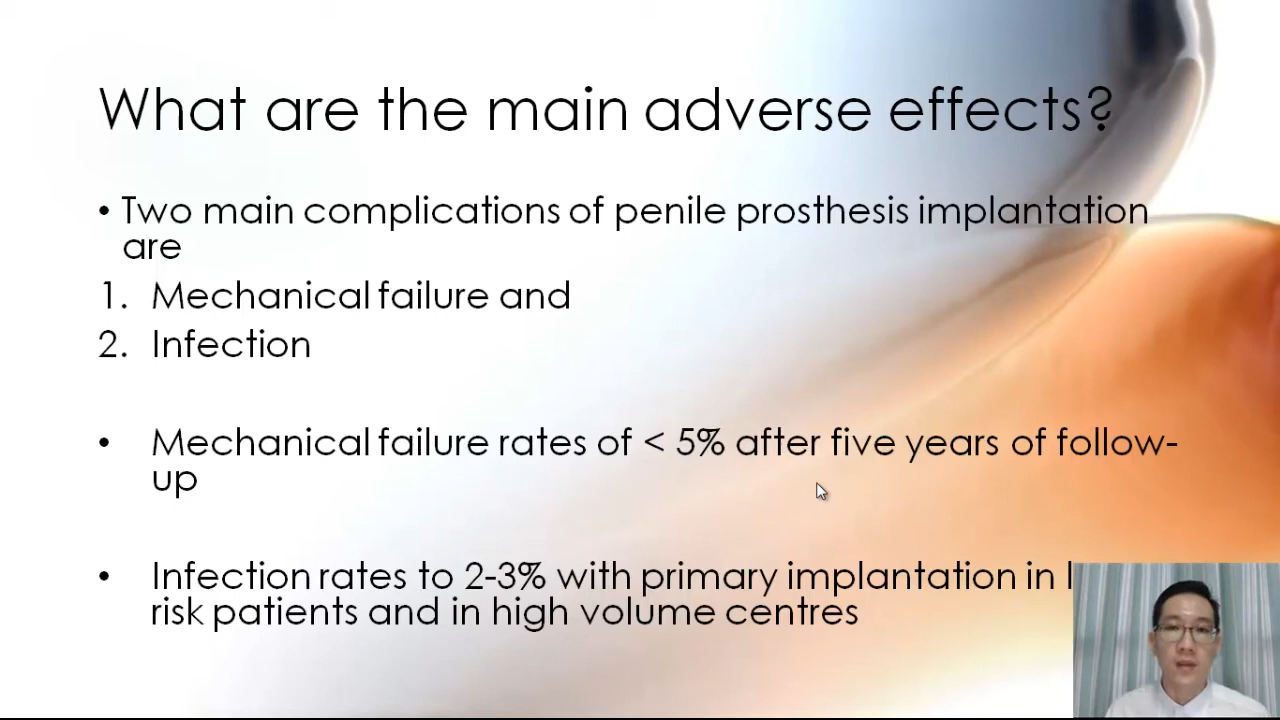 What are the main adverse effects?
• Two main complications of penile prosthesis implantation
are
1. Mechanical failure and
2. Infection
• Mechanical failure rates of < 5% after five years of follow-
up
• Infection rates to 2-3% with primary implantation in
risk patients and in high volume centres